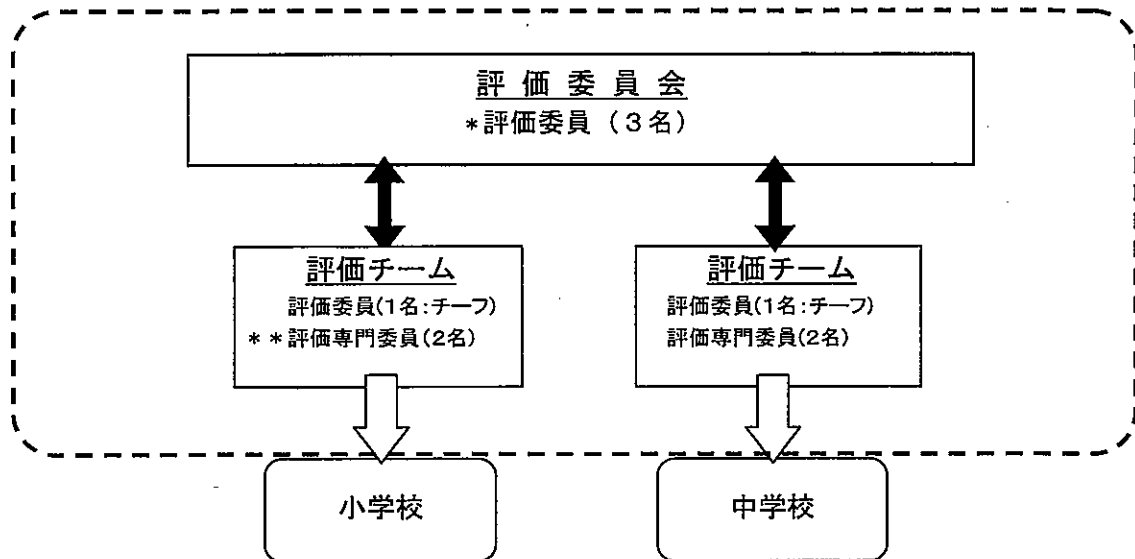 評価委員会
*評価委員(3名)
評価チーム
評価委員(1名:チーフ)
**評価専門委員(2名)
評価チーム
評価委員(1名:チーフ)
評価専門委員(2名)
小学校
中学校